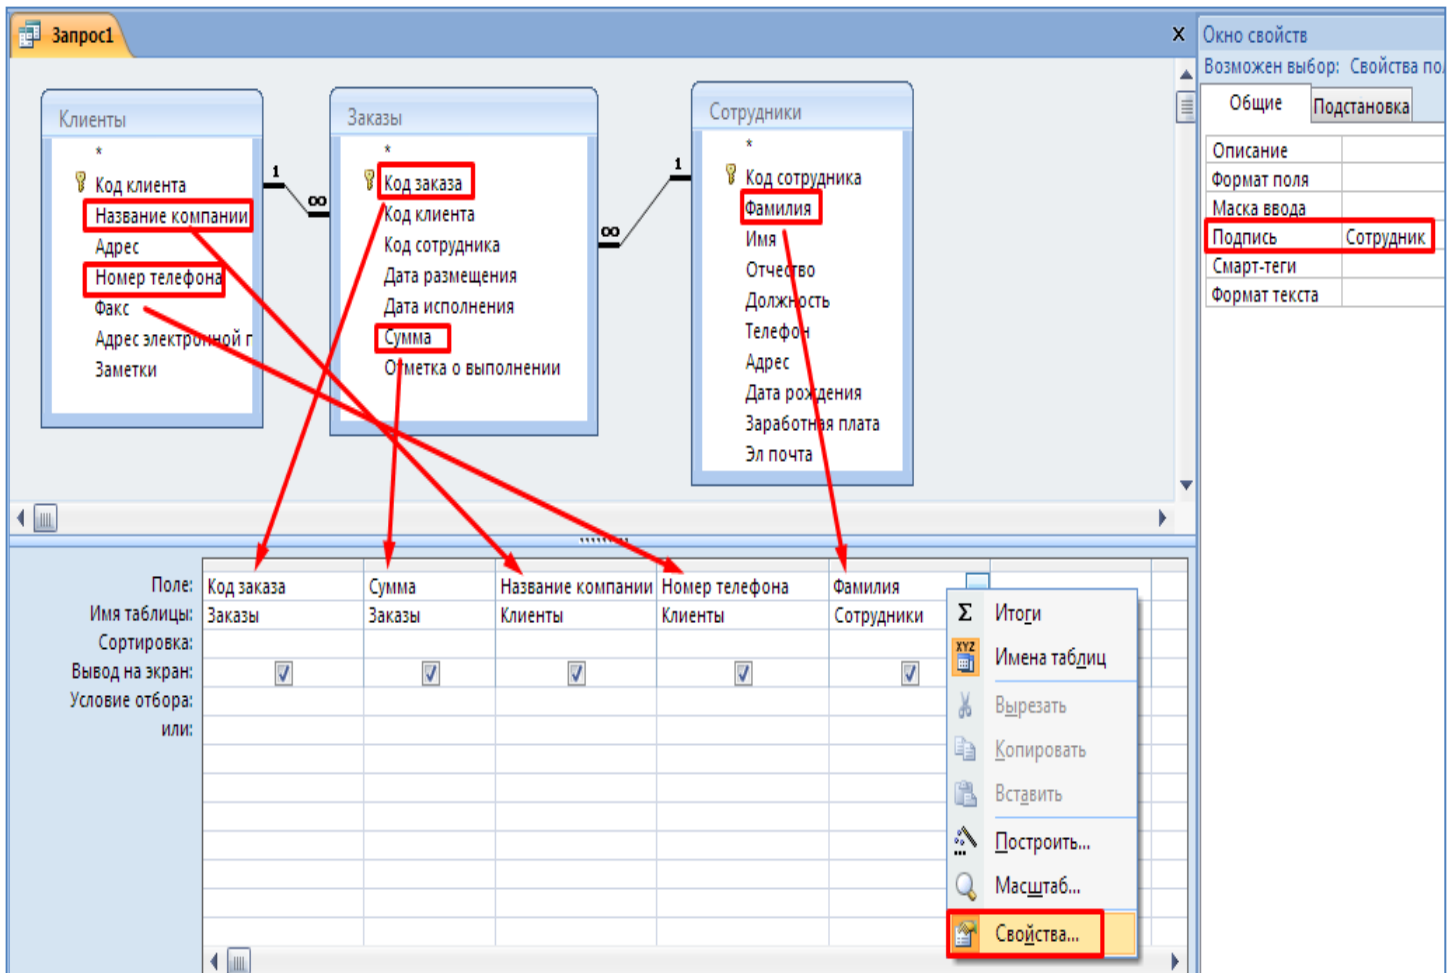 Запрос1
x
Окно свойств
Возможен выбор: Свойства пол
Общие
Подстановка
Описание
Формат поля
Маска ввода
Подпись Сотрудник
Смарт-теги
Формат текста
Клиенты
*
Код клиента
Название компании
Адрес
Номер телефона
Факс
Адрес электронной п
Заметки
1
∞
Заказы
*
Код заказа
Код клиента
Код сотрудника
Дата размещения
Дата исполнения
Сумма
Отметка о выполнении
∞
1
Сотрудники
*
Код сотрудника
Фамилия
Имя
Отчество
Должность
Телефон
Адрес
Дата рождения
Заработная плата
Эл почта
Поле: Код заказа Сумма Название компании Номер телефона Фамилия
Имя таблицы: Заказы Заказы Клиенты Клиенты Сотрудники
Сортировка:
Вывод на экран:
Условие отбора:
или:
Σ Итоги
XYZ Имена таблиц
Вырезать
Копировать
Вставить
Построить...
Масштаб...
Свойства...